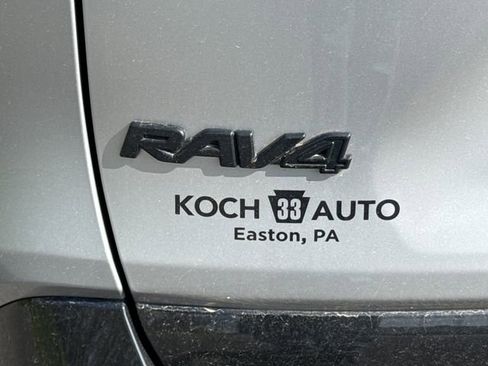 RAV4
KOCH 33 AUTO
Easton, PA